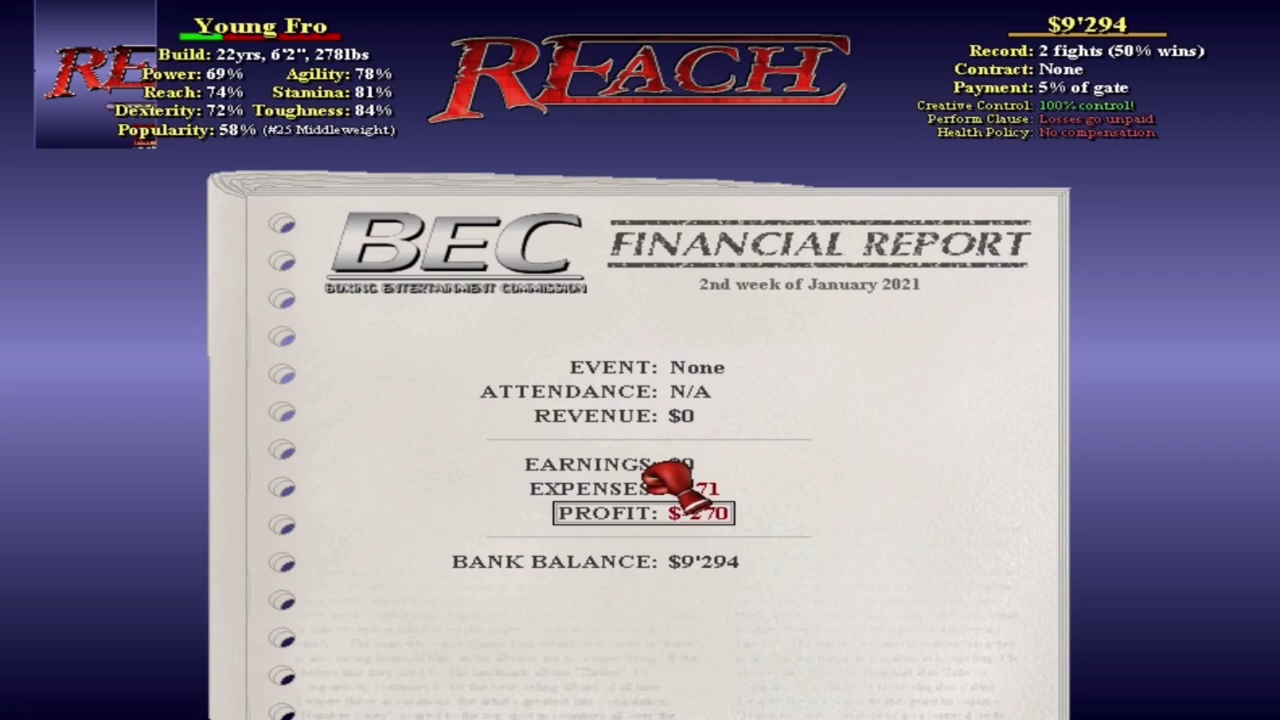 Young Fro
Build: 22yrs, 6'2", 278lbs
Power: 69% Agility: 78%
Reach: 74% Stamina: 81%
Dexterity: 72% Toughness: 84%
Popularity: 58% (#25 Middleweight)
REACH
$9'294
Record: 2 fights (50% wins)
Contract: None
Payment: 5% of gate
Creative Control: 100% control!
Perform Clause: Losses go unpaid
Health Policy: No compensation
BEC
BOXING ENTERTAINMENT COMMISSION
FINANCIAL REPORT
2nd week of January 2021
EVENT: None
ATTENDANCE: N/A
REVENUE: $0
EARNINGS:
EXPENSES
PROFIT:
BANK BALANCE: $9'294